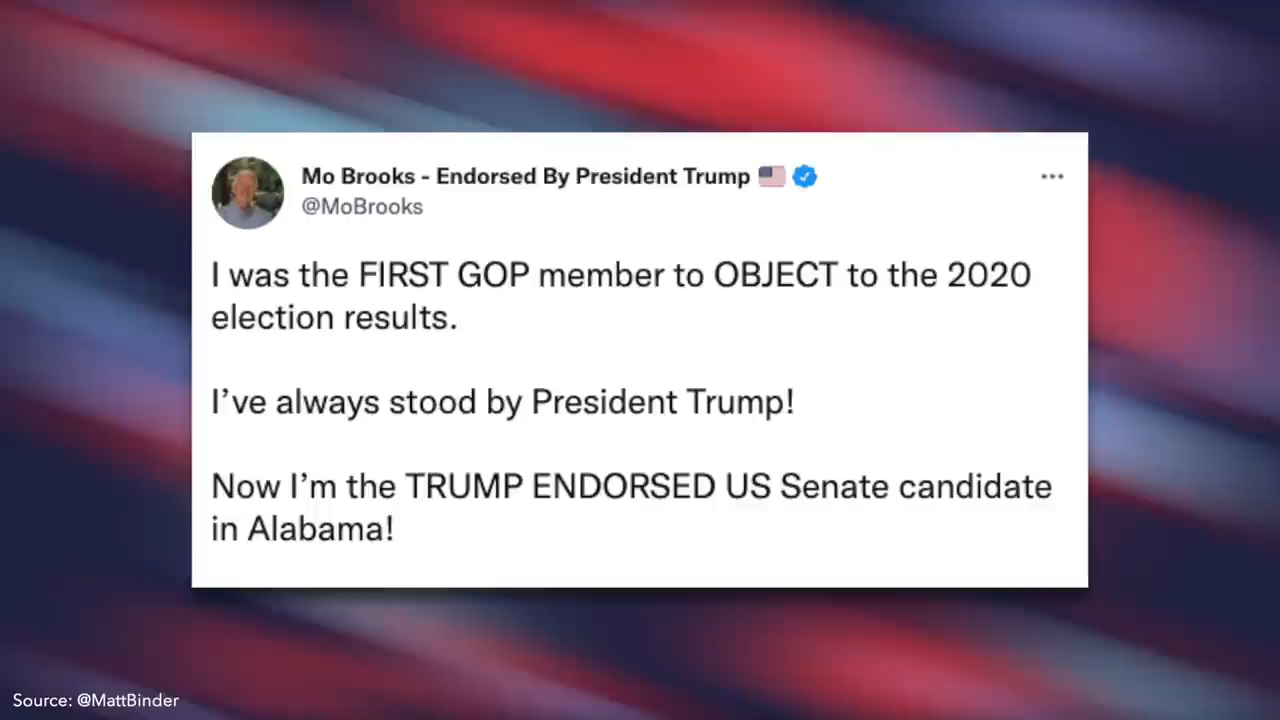 Mo Brooks - Endorsed By President Trump 🇺🇸
@MoBrooks
I was the FIRST GOP member to OBJECT to the 2020
election results.
I’ve always stood by President Trump!
Now I’m the TRUMP ENDORSED US Senate candidate
in Alabama!
Source: @MattBinder